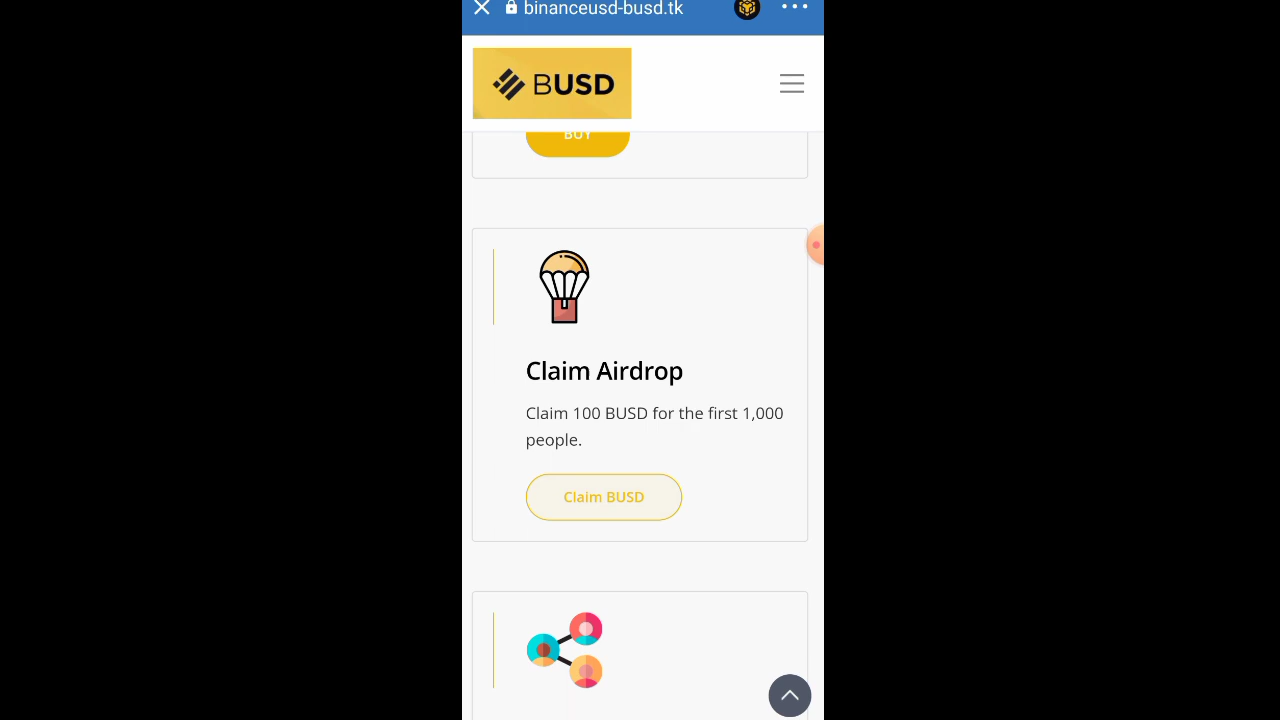 binanceusd-busd.tk
BUSD
BUY
Claim Airdrop
Claim 100 BUSD for the first 1,000
people.
Claim BUSD